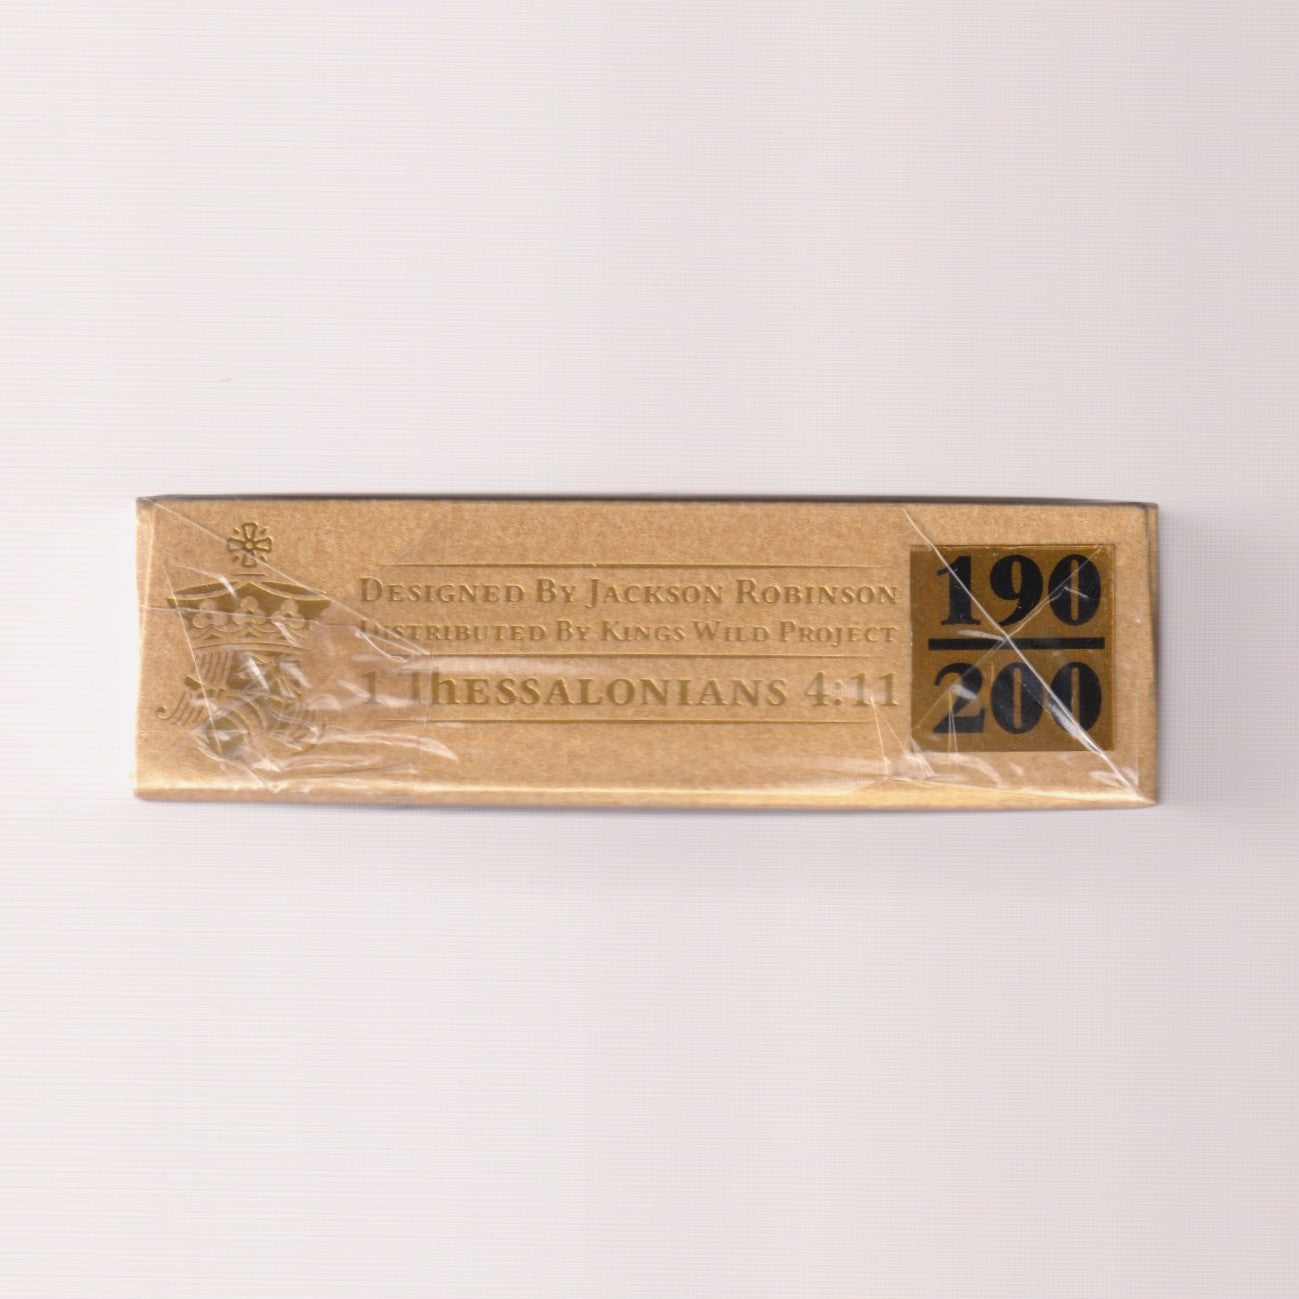 Designed By Jackson Robinson
Distributed By Kings Wild Project
1 Thessalonians 4:11
190
200